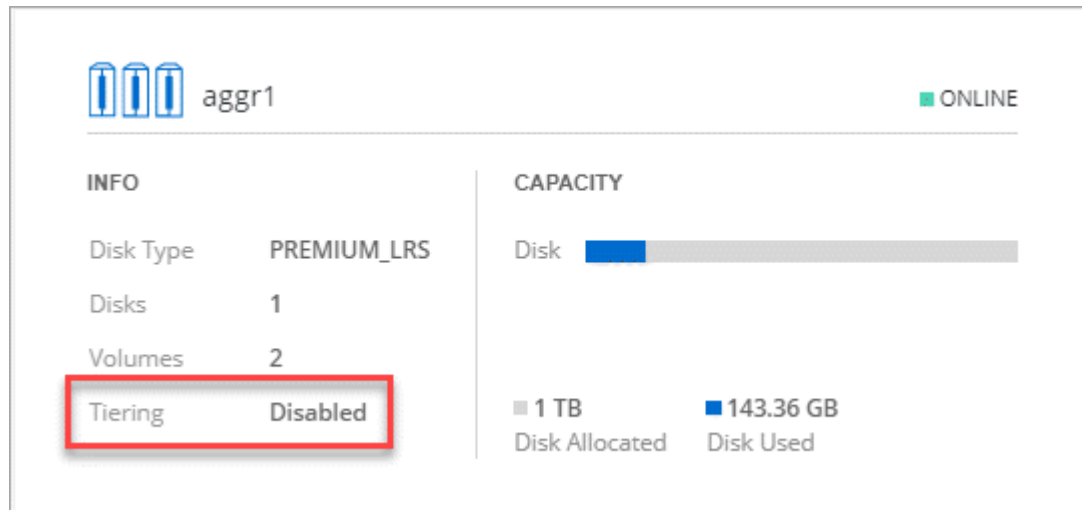 aggr1
ONLINE
INFO
Disk Type PREMIUM_LRS
Disks 1
Volumes 2
Tiering Disabled
CAPACITY
Disk
1 TB 143.36 GB
Disk Allocated Disk Used